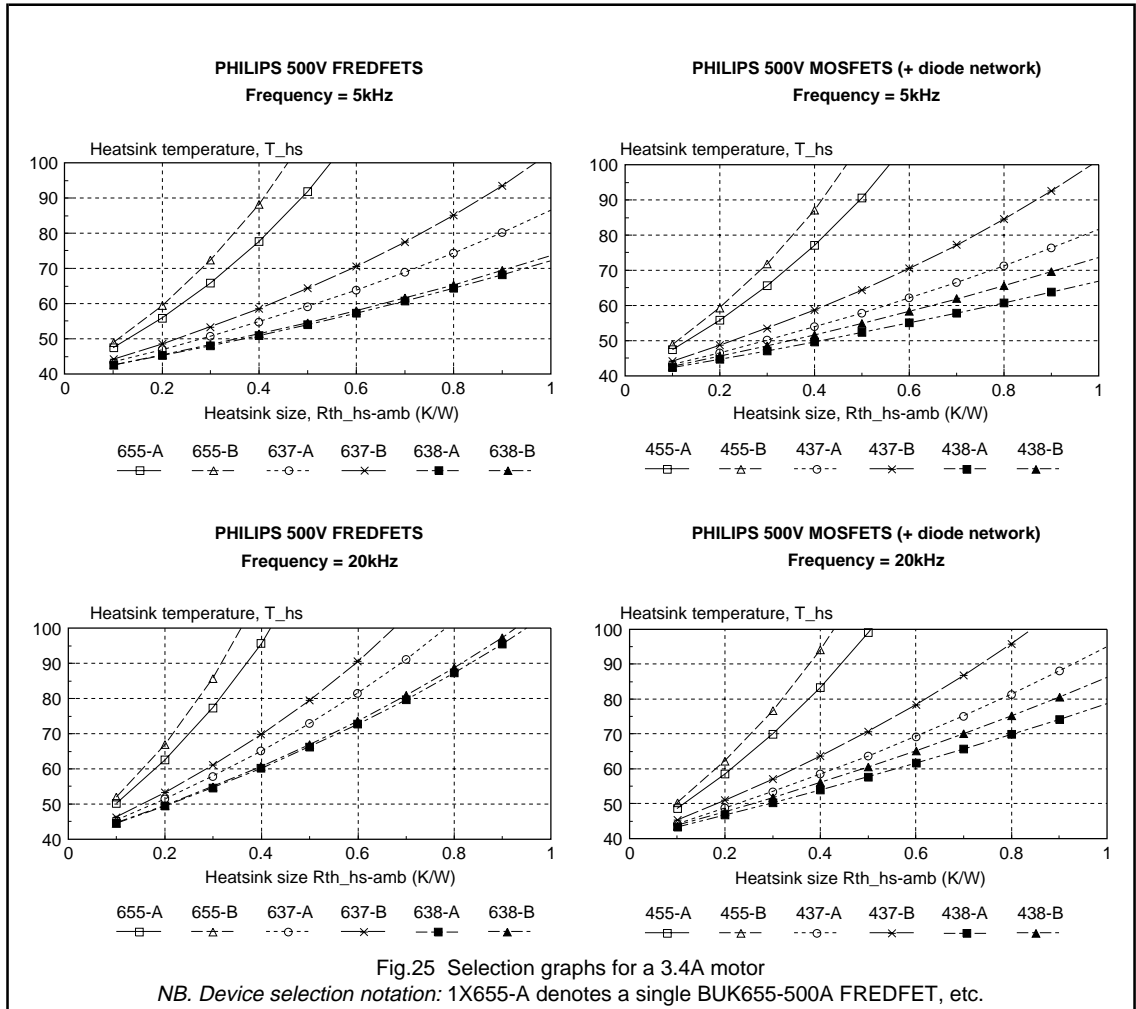 PHILIPS 500V FREDFETS
Frequency = 5kHz
Heatsink temperature, T_hs
100
90
80
70
60
50
40
0 0.2 0.4 0.6 0.8 1
Heatsink size, Rth_hs-amb (K/W)
655-A 655-B 637-A 637-B 638-A 638-B
PHILIPS 500V MOSFETS (+ diode network)
Frequency = 5kHz
Heatsink temperature, T_hs
100
90
80
70
60
50
40
0 0.2 0.4 0.6 0.8 1
Heatsink size, Rth_hs-amb (K/W)
455-A 455-B 437-A 437-B 438-A 438-B
PHILIPS 500V FREDFETS
Frequency = 20kHz
Heatsink temperature, T_hs
100
90
80
70
60
50
40
0 0.2 0.4 0.6 0.8 1
Heatsink size Rth_hs-amb (K/W)
655-A 655-B 637-A 637-B 638-A 638-B
PHILIPS 500V MOSFETS (+ diode network)
Frequency = 20kHz
Heatsink temperature, T_hs
100
90
80
70
60
50
40
0 0.2 0.4 0.6 0.8 1
Heatsink size Rth_hs-amb (K/W)
455-A 455-B 437-A 437-B 438-A 438-B
Fig.25 Selection graphs for a 3.4A motor
NB. Device selection notation: 1X655-A denotes a single BUK655-500A FREDFET, etc.